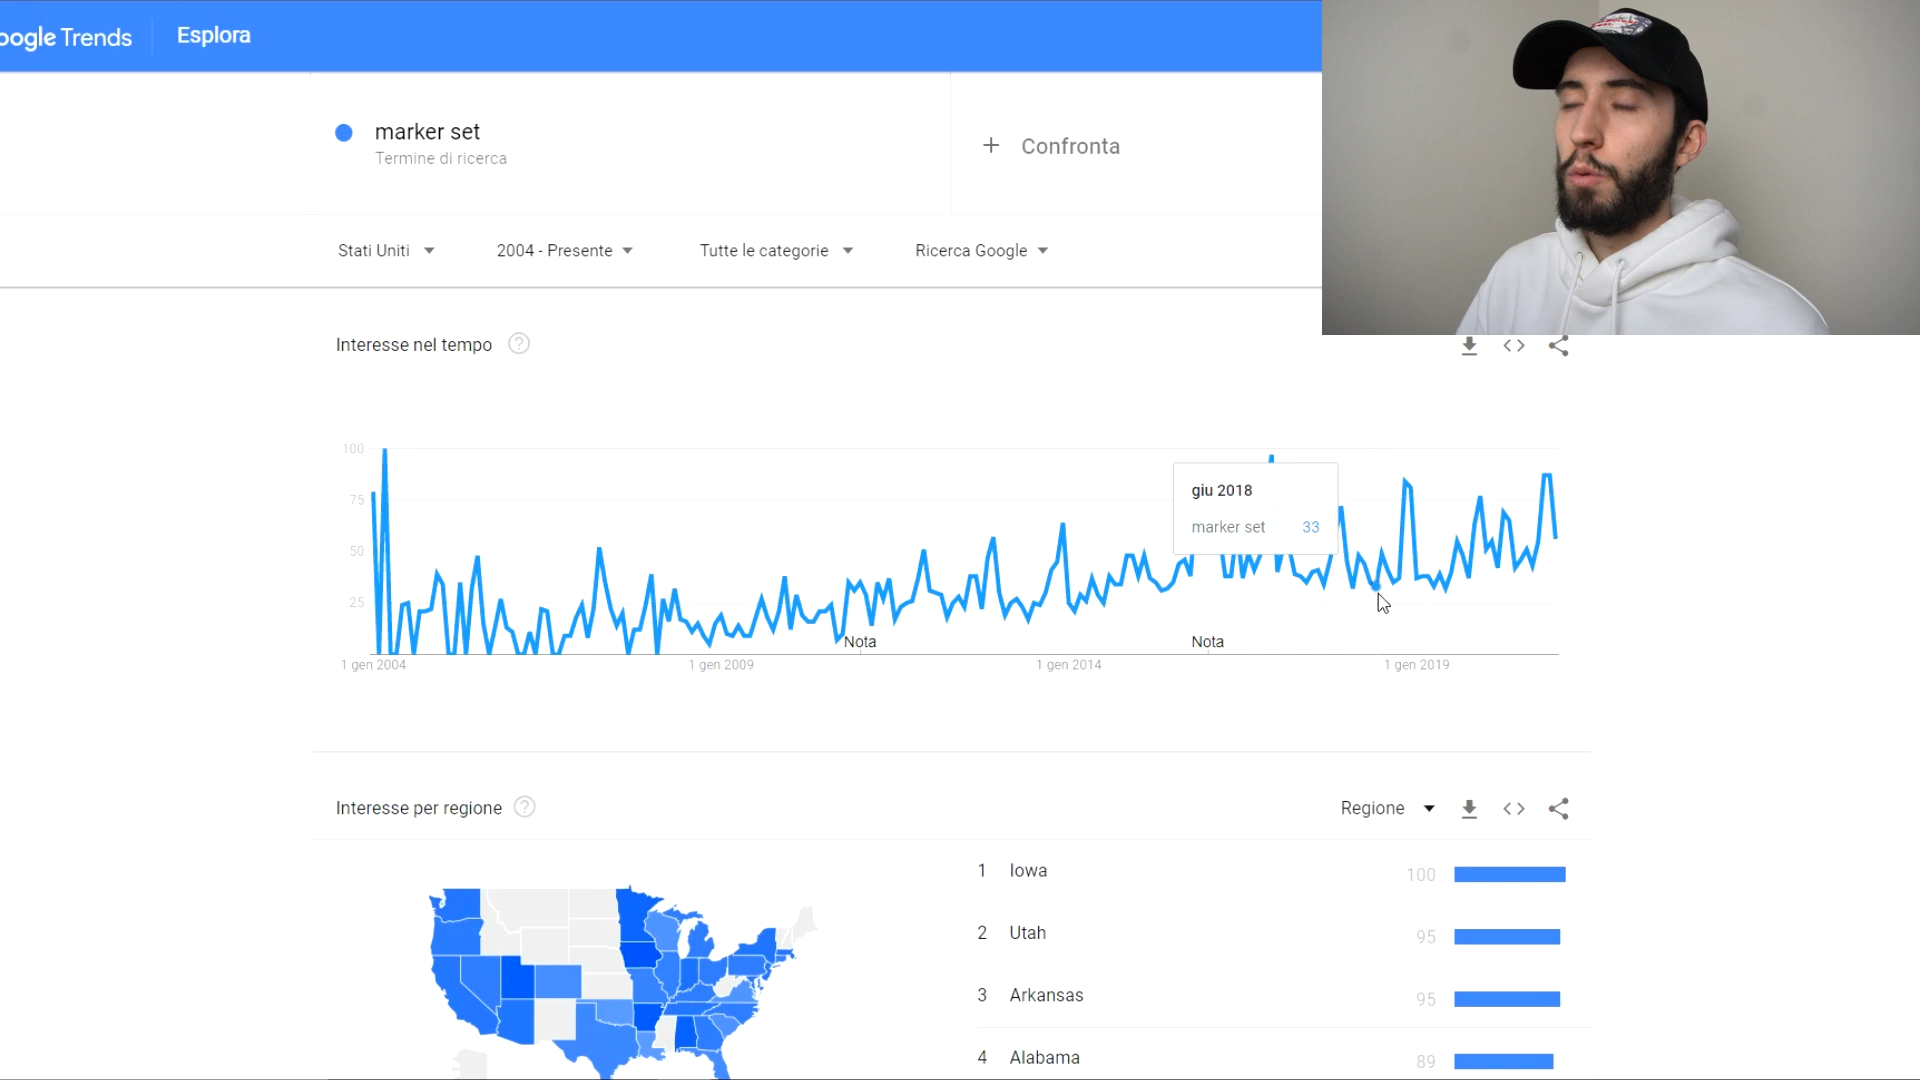 oogle Trends
Esplora
marker set
Termine di ricerca
+ Confronta
Stati Uniti
2004 - Presente
Tutte le categorie
Ricerca Google
Interesse nel tempo
?
100
75
50
25
giu 2018
marker set 33
Nota
Nota
1 gen 2004
1 gen 2009
1 gen 2014
1 gen 2019
Interesse per regione
?
Regione
1 Iowa 100
2 Utah 95
3 Arkansas 95
4 Alabama 89